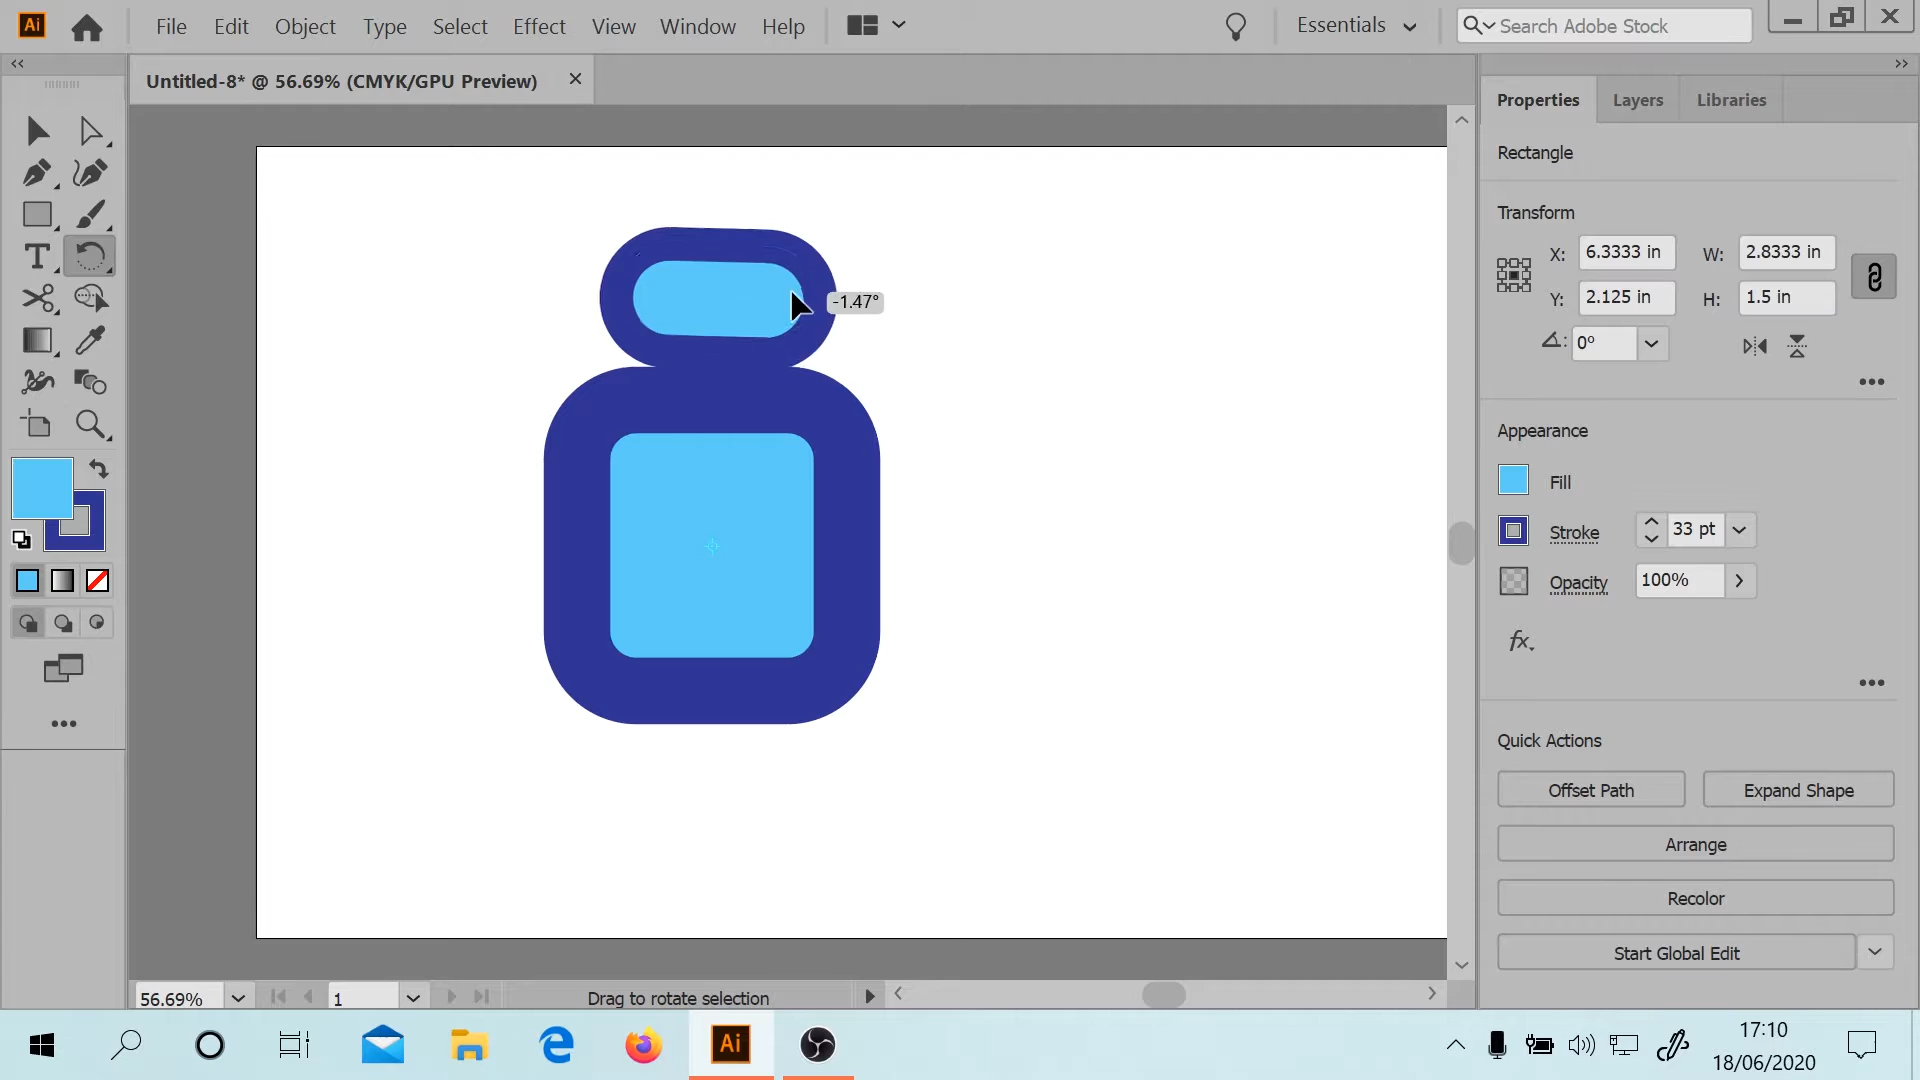 Ai File Edit Object Type Select Effect View Window Help Essentials Search Adobe Stock
Untitled-8* @ 56.69% (CMYK/GPU Preview)
Properties Layers Libraries
Rectangle
Transform
X: 6.3333 in W: 2.8333 in
Y: 2.125 in H: 1.5 in
0°
-1.47°
Appearance
Fill
Stroke 33 pt
Opacity 100%
fx
Quick Actions
Offset Path Expand Shape
Arrange
Recolor
Start Global Edit
56.69% 1 Drag to rotate selection
Ai
17:10
18/06/2020